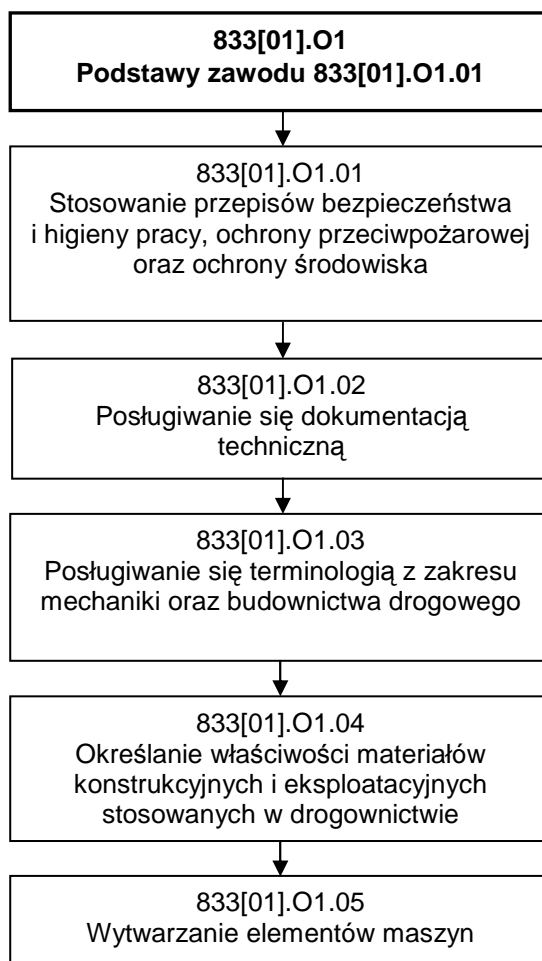 833[01].O1
Podstawy zawodu 833[01].O1.01
833[01].O1.01
Stosowanie przepisów bezpieczeństwa
i higieny pracy, ochrony przeciwpożarowej
oraz ochrony środowiska
833[01].O1.02
Posługiwanie się dokumentacją
techniczną
833[01].O1.03
Posługiwanie się terminologią z zakresu
mechaniki oraz budownictwa drogowego
833[01].O1.04
Określanie właściwości materiałów
konstrukcyjnych i eksploatacyjnych
stosowanych w drogownictwie
833[01].O1.05
Wytwarzanie elementów maszyn